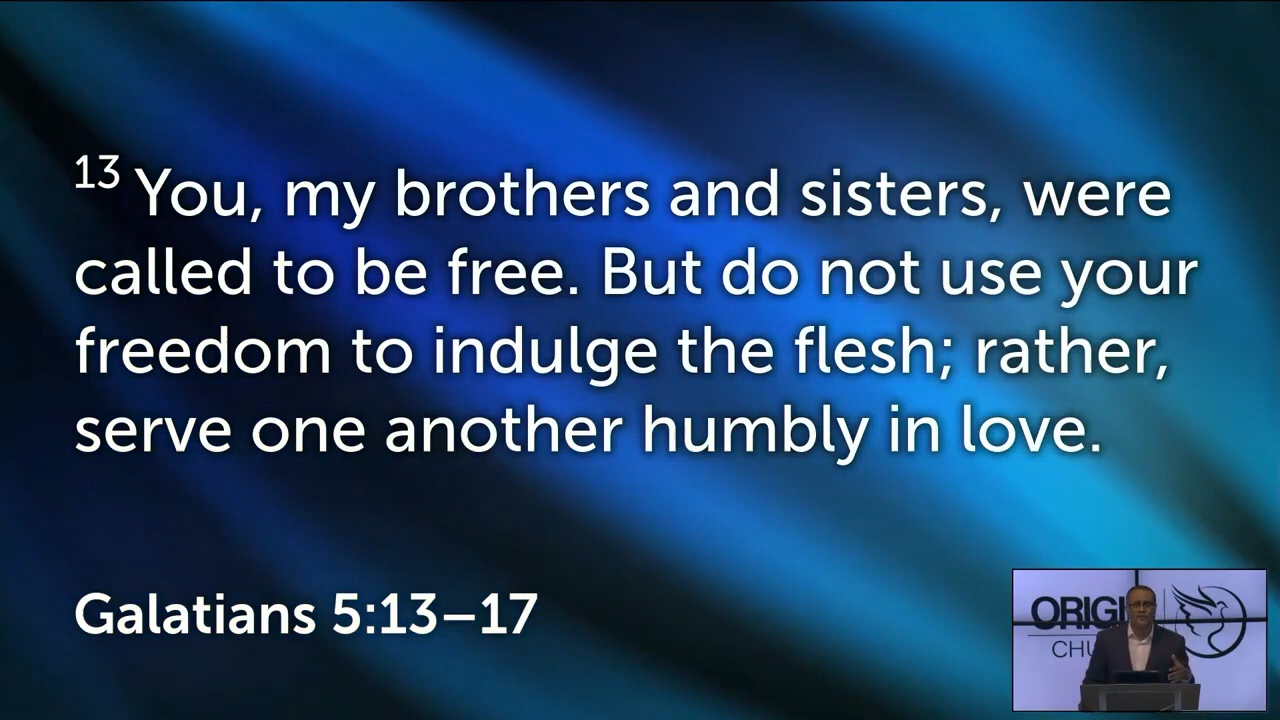 13 You, my brothers and sisters, were
called to be free. But do not use your
freedom to indulge the flesh; rather,
serve one another humbly in love.
Galatians 5:13–17